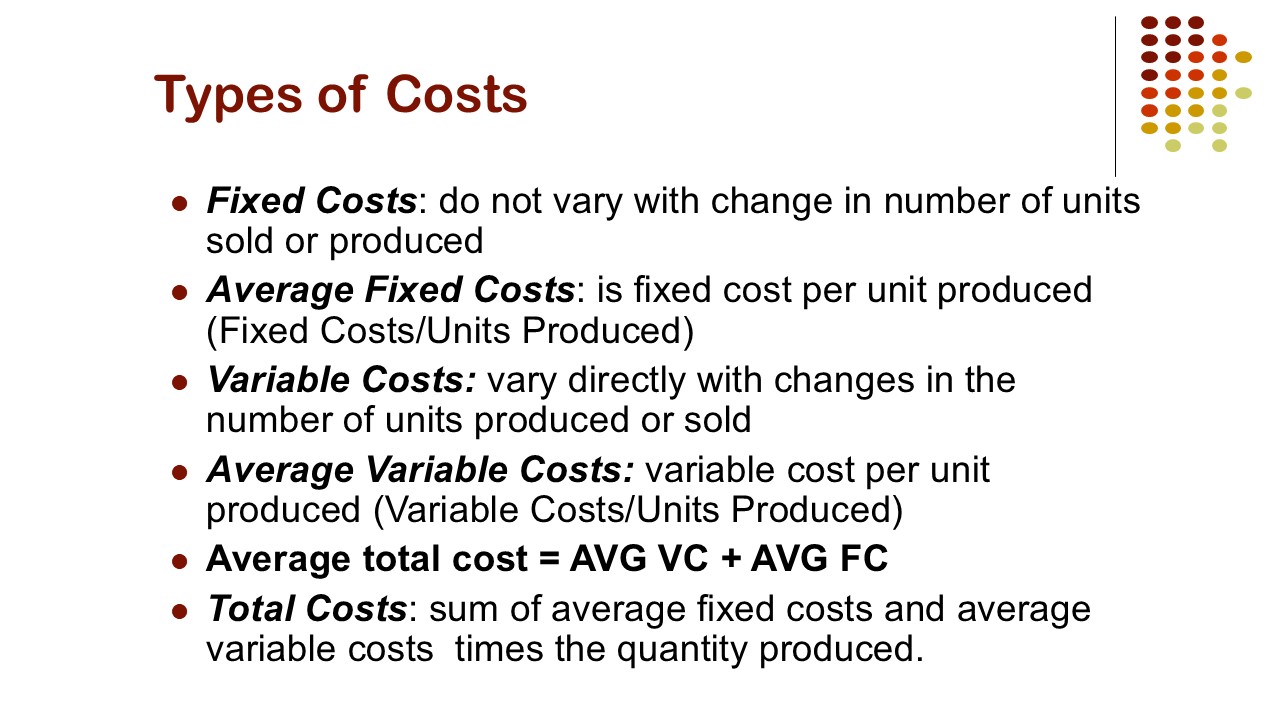 Types of Costs
Fixed Costs: do not vary with change in number of units
sold or produced
Average Fixed Costs: is fixed cost per unit produced
(Fixed Costs/Units Produced)
Variable Costs: vary directly with changes in the
number of units produced or sold
Average Variable Costs: variable cost per unit
produced (Variable Costs/Units Produced)
Average total cost = AVG VC + AVG FC
Total Costs: sum of average fixed costs and average
variable costs  times the quantity produced.